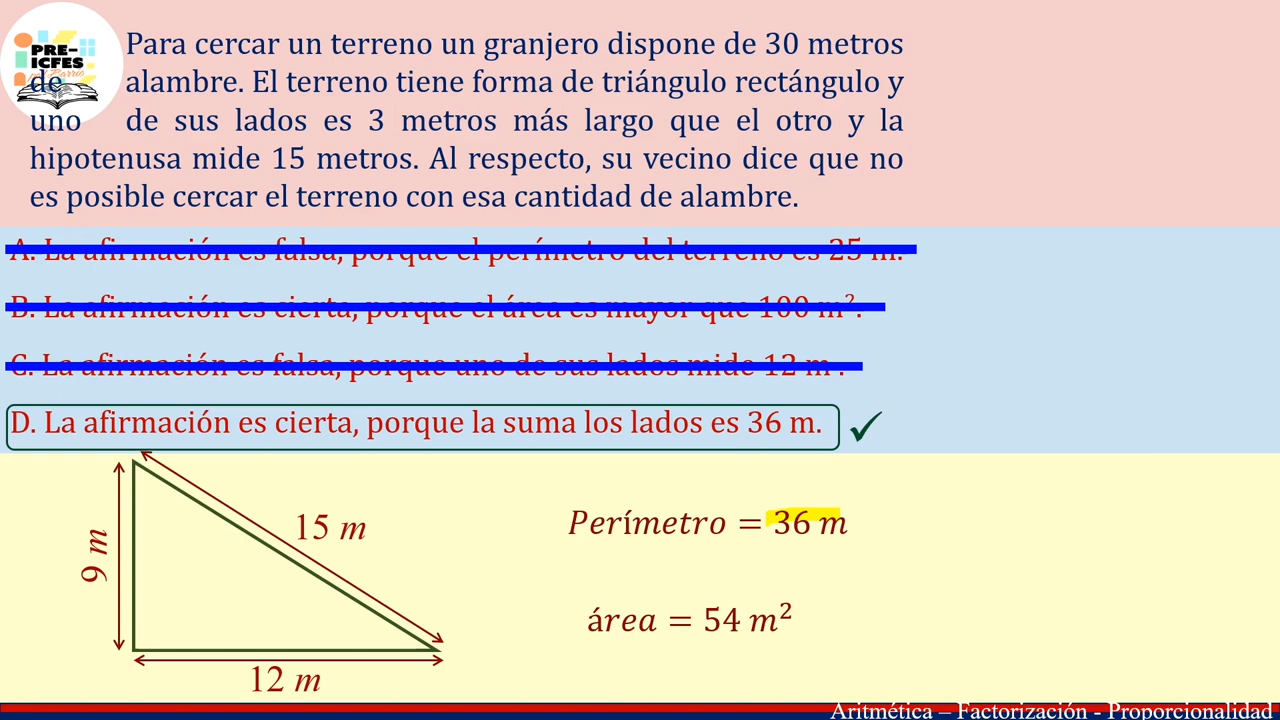 PRE-
ICFES
mi Barrio
Para cercar un terreno un granjero dispone de 30 metros
de alambre. El terreno tiene forma de triángulo rectángulo y
uno de sus lados es 3 metros más largo que el otro y la
hipotenusa mide 15 metros. Al respecto, su vecino dice que no
es posible cercar el terreno con esa cantidad de alambre.
A. La afirmación es falsa, porque el perímetro del terreno es 25 m.
B. La afirmación es cierta, porque el área es mayor que 100 m².
C. La afirmación es falsa, porque uno de sus lados mide 12 m .
D. La afirmación es cierta, porque la suma los lados es 36 m.
9 m
15 m
12 m
Perímetro = 36 m
área = 54 m²
Aritmética – Factorización - Proporcionalidad